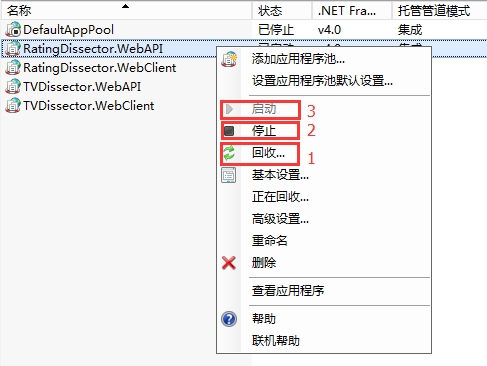 名称 状态 .NET Fra... 托管管道模式
DefaultAppPool 已停止 v4.0 集成
RatingDissector.WebAPI 已启动 v4.0 集成
RatingDissector.WebClient
TVDissector.WebAPI
TVDissector.WebClient
添加应用程序池...
设置应用程序池默认设置...
启动 3
停止 2
回收... 1
基本设置...
正在回收...
高级设置...
重命名
删除
查看应用程序
帮助
联机帮助